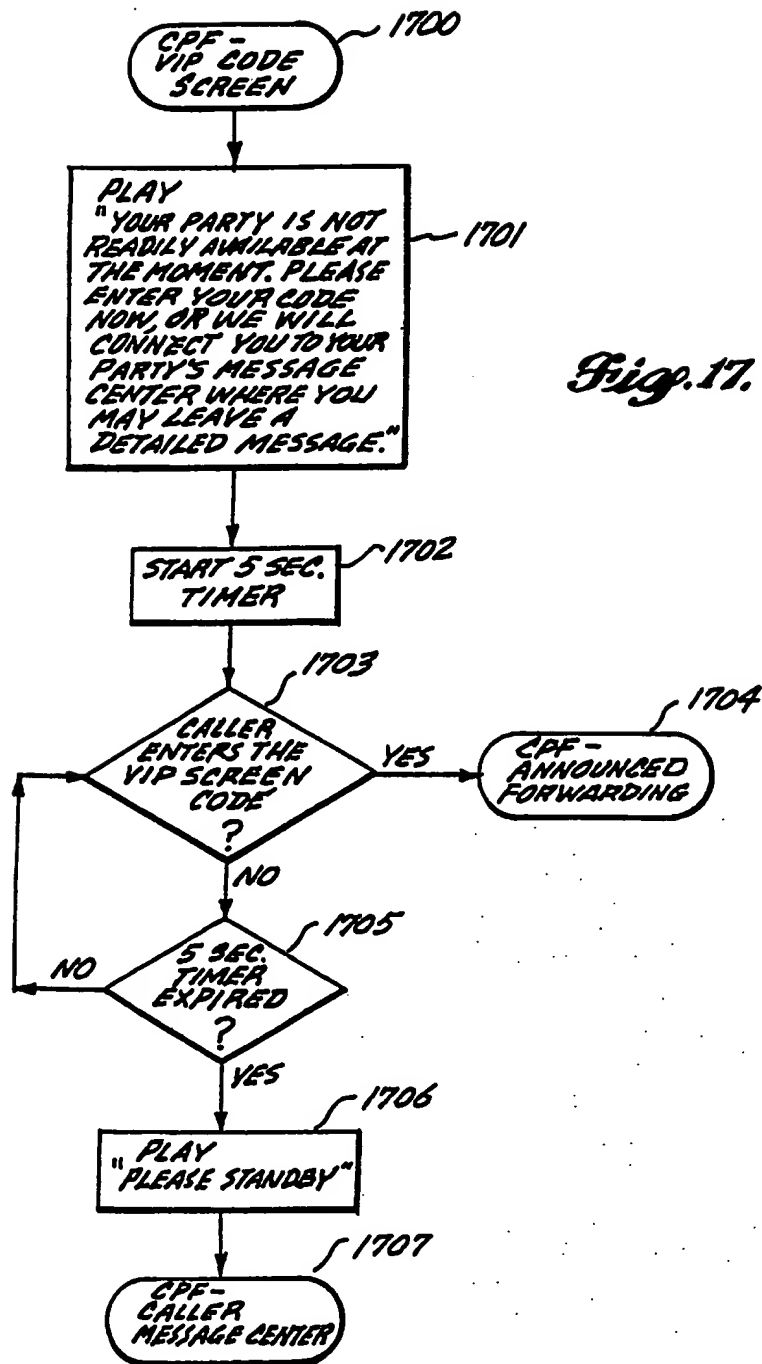 1700
CPF-
VIP CODE
SCREEN
PLAY
"YOUR PARTY IS NOT
READILY AVAILABLE AT
THE MOMENT. PLEASE
ENTER YOUR CODE
NOW, OR WE WILL
CONNECT YOU TO YOUR
PARTY'S MESSAGE
CENTER WHERE YOU
MAY LEAVE A
DETAILED MESSAGE."
1701
Fig. 17.
START 5 SEC.
TIMER
1702
1703
CALLER
ENTERS THE
VIP SCREEN
CODE
?
YES
1704
CPF-
ANNOUNCED
FORWARDING
NO
1705
5 SEC.
TIMER
EXPIRED
?
NO
YES
1706
PLAY
"PLEASE STANDBY"
1707
CPF-
CALLER
MESSAGE CENTER